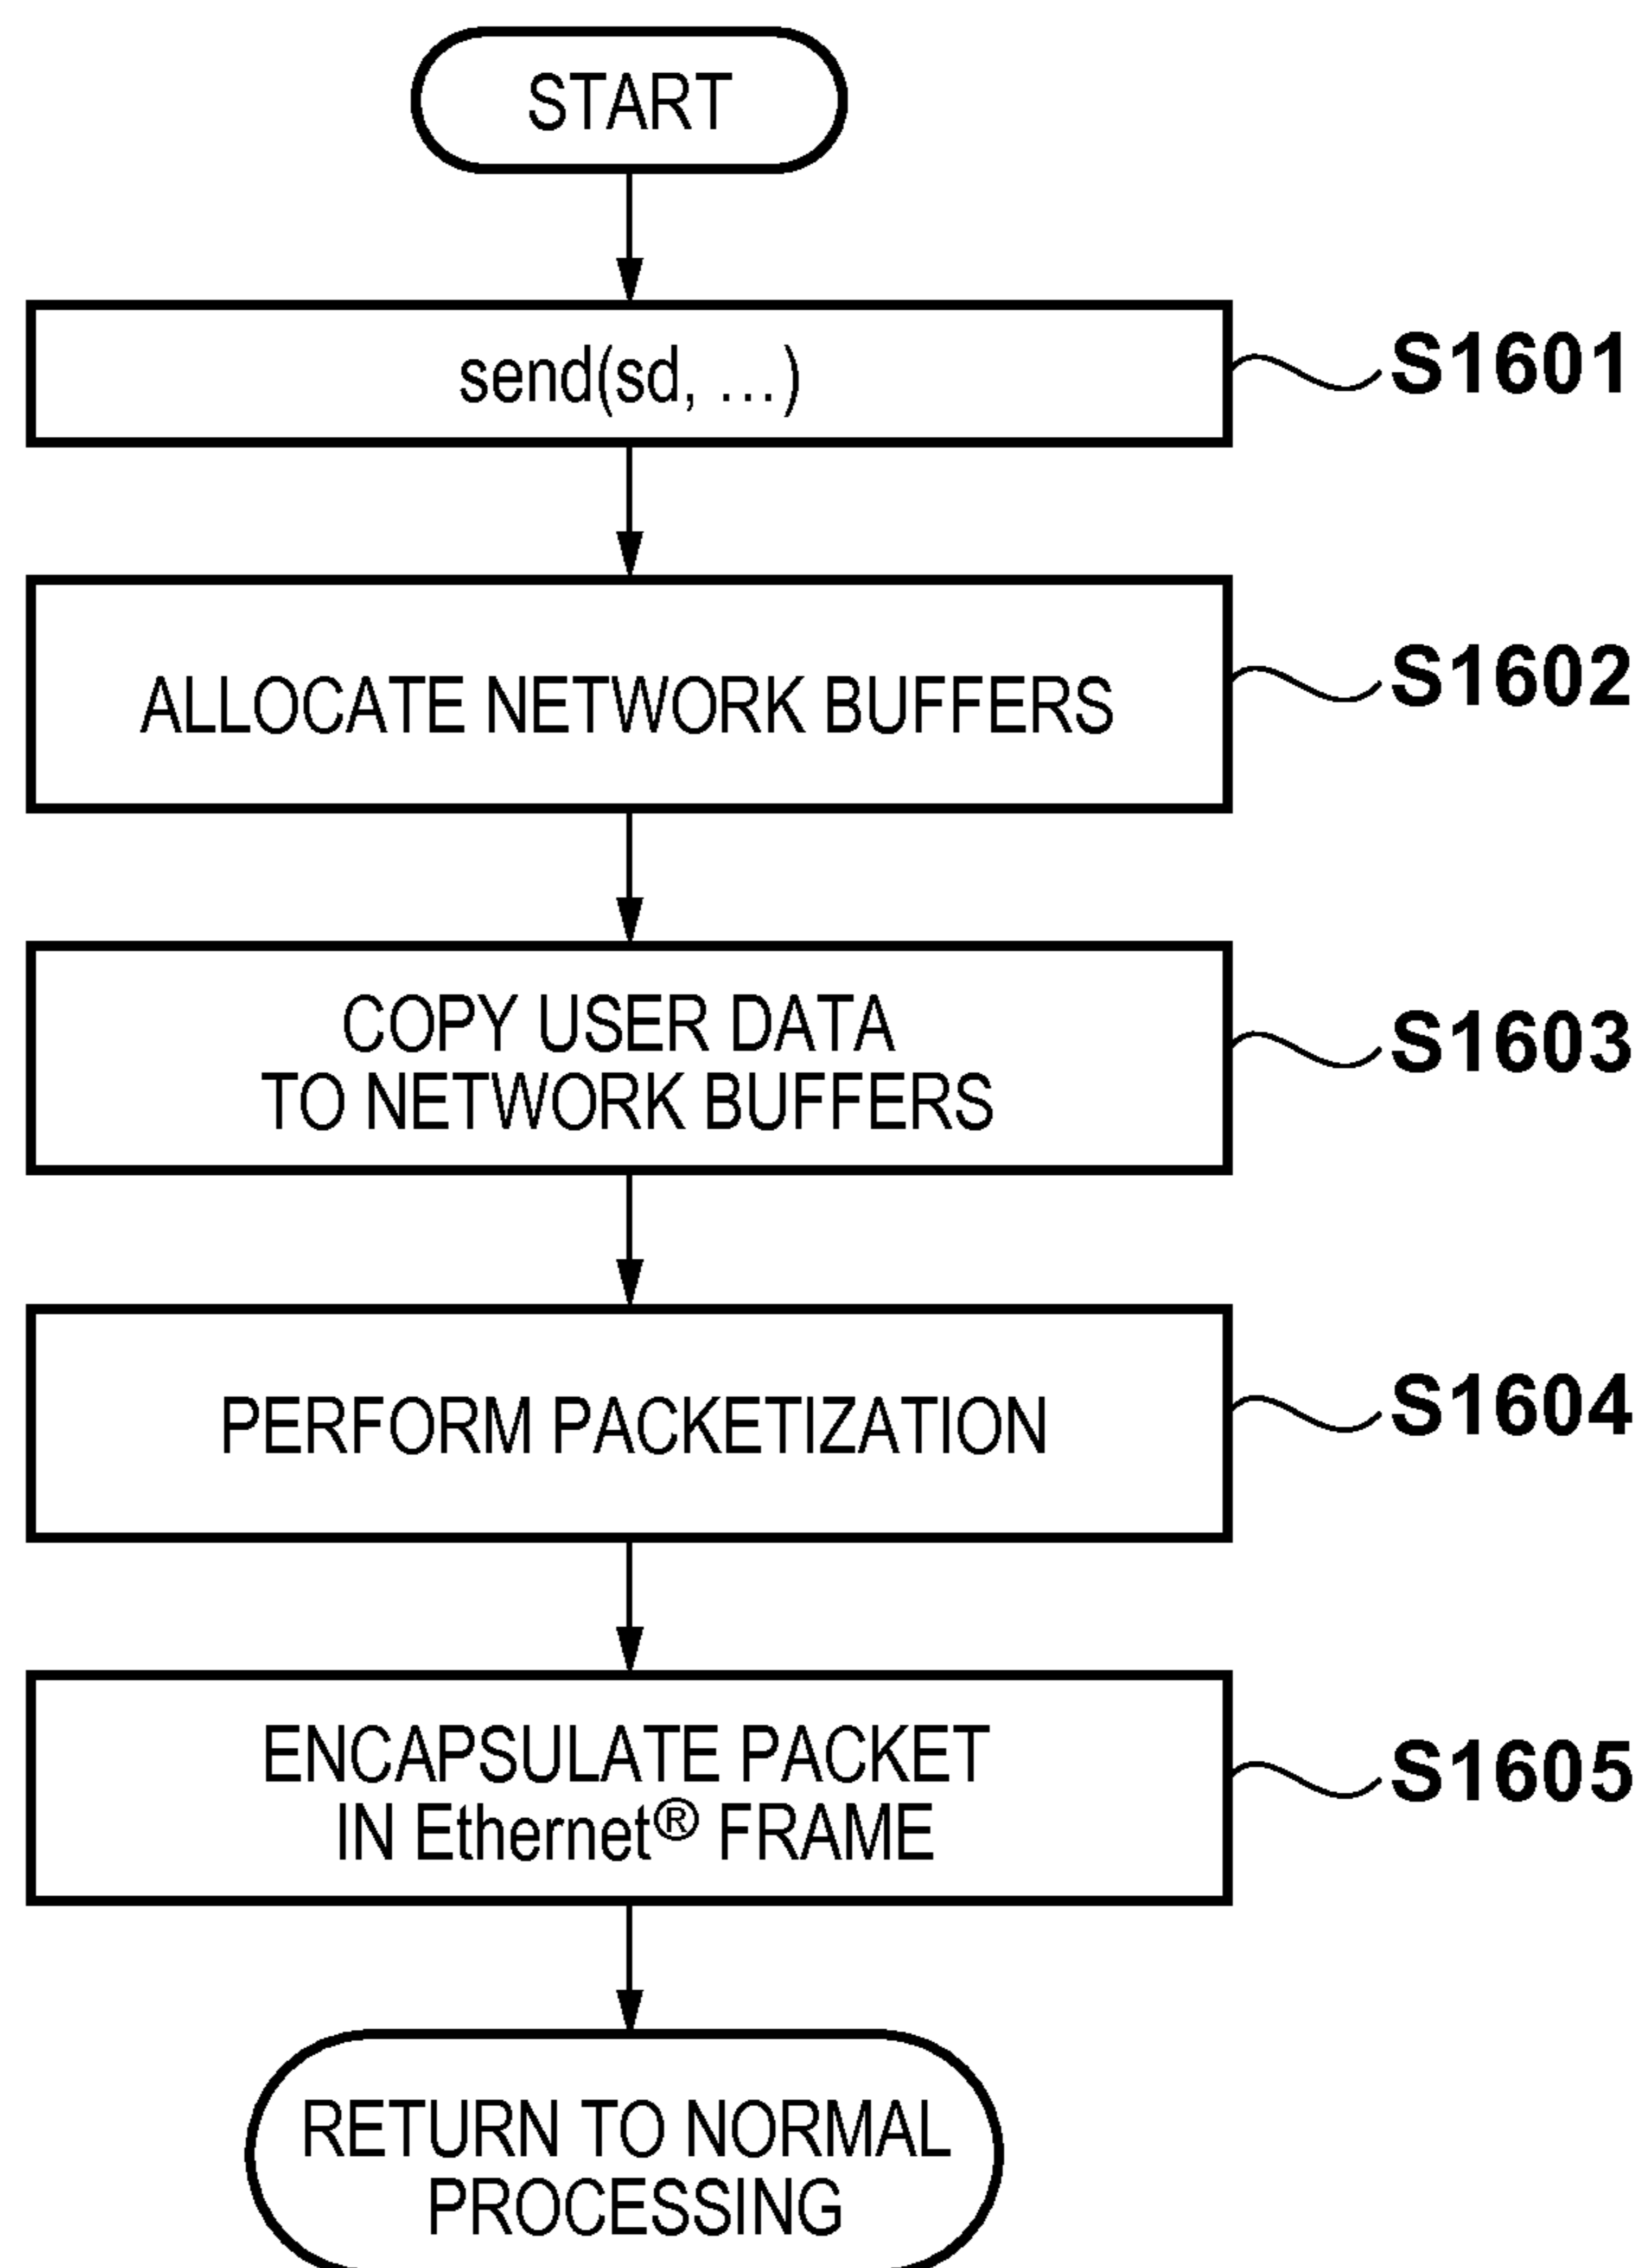 START
send(sd, ...)
S1601
ALLOCATE NETWORK BUFFERS
S1602
COPY USER DATA
TO NETWORK BUFFERS
S1603
PERFORM PACKETIZATION
S1604
ENCAPSULATE PACKET
IN Ethernet® FRAME
S1605
RETURN TO NORMAL
PROCESSING